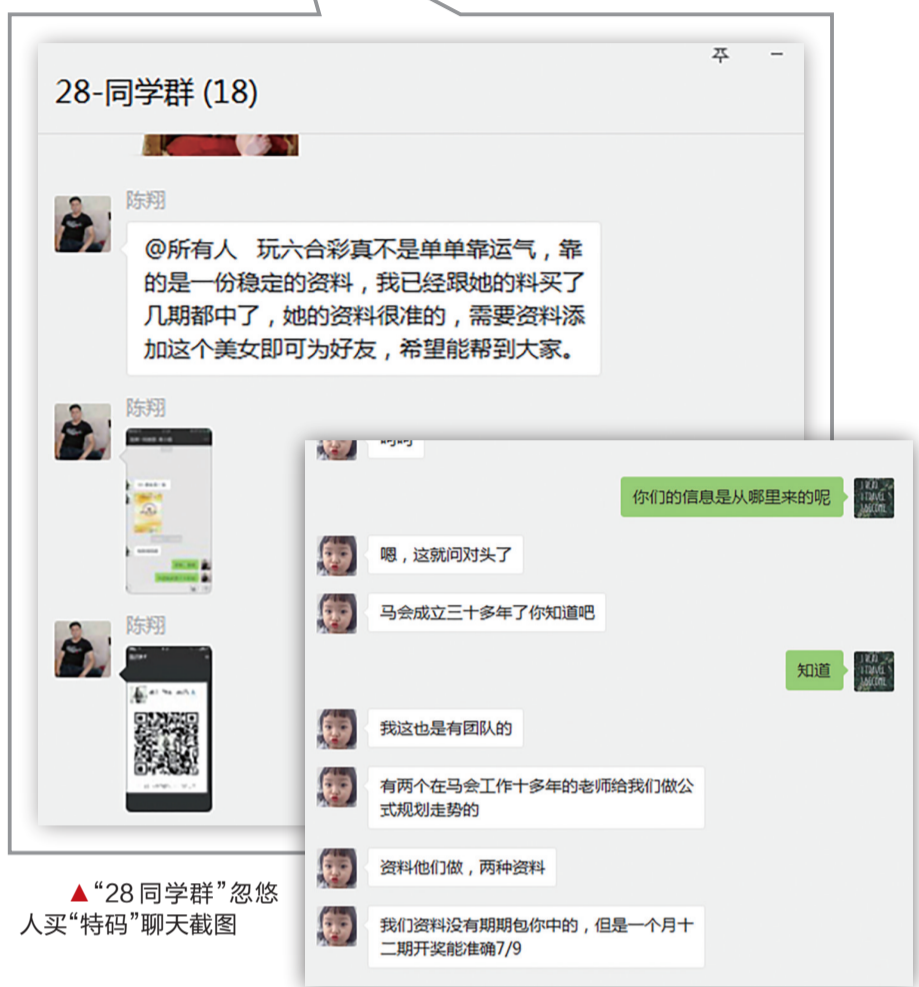 28-同学群 (18)
陈翔
@所有人 玩六合彩真不是单单靠运气，靠
的是一份稳定的资料，我已经跟她的料买了
几期都中了，她的资料很准的，需要资料添
加这个美女即可为好友，希望能帮到大家。
陈翔
陈翔
你们的信息是从哪里来的呢
嗯，这就问对头了
马会成立三十多年了你知道吧
知道
我这也是有团队的
有两个在马会工作十多年的老师给我们做公
式规划走势的
资料他们做，两种资料
我们资料没有期期包你中的，但是一个月十
二期开奖能准确7/9
▲“28同学群”忽悠
人买“特码”聊天截图